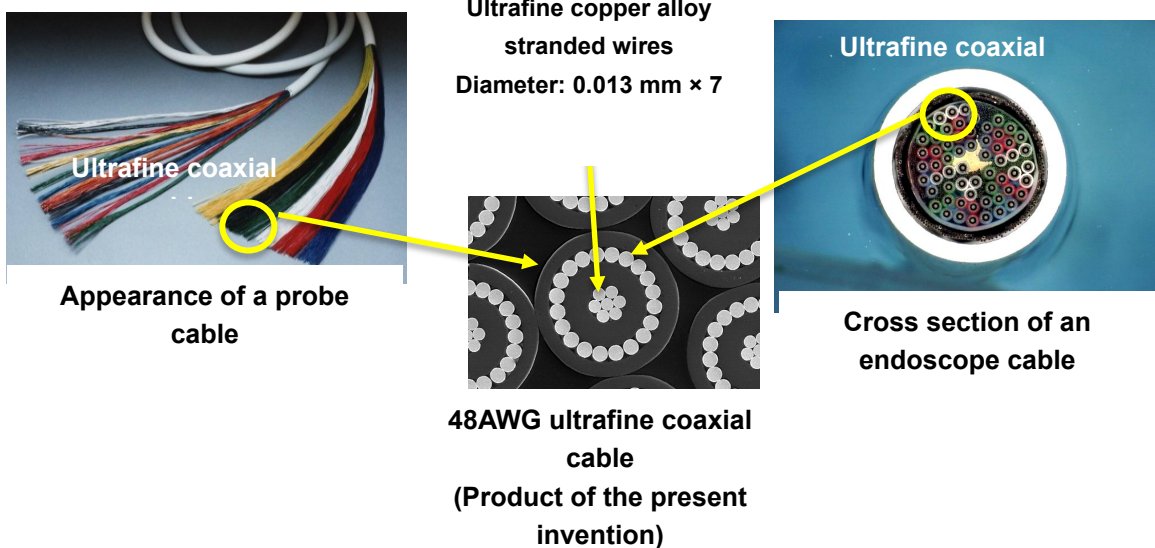 Ultrafine copper alloy
stranded wires
Diameter: 0.013 mm × 7
Ultrafine coaxial
Ultrafine coaxial
Appearance of a probe
cable
Cross section of an
endoscope cable
48AWG ultrafine coaxial
cable
(Product of the present
invention)